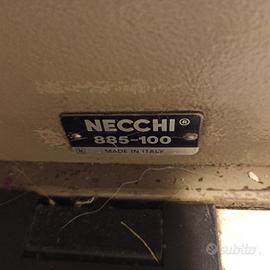 NECCHI®
885-100
MADE IN ITALY
subito